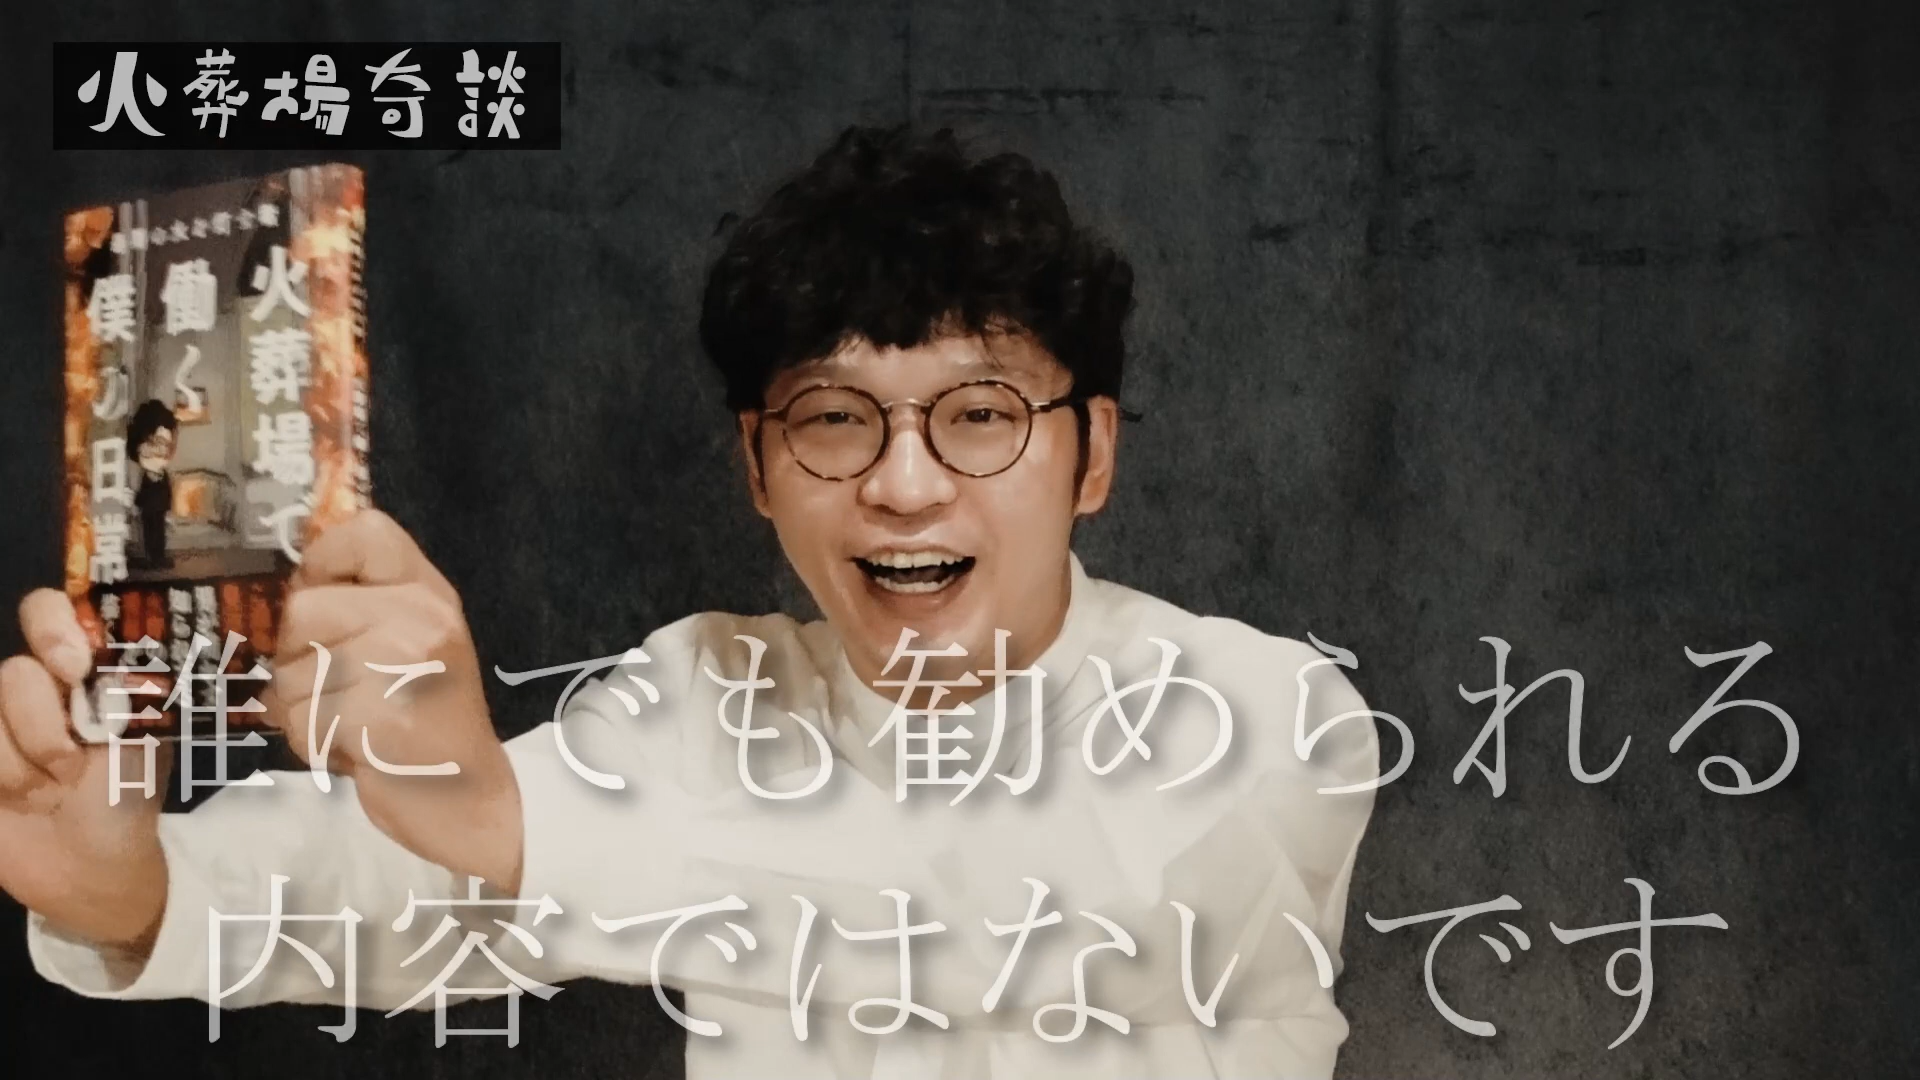 火葬場奇談
火葬場で
働く
僕の日常
誰にでも勧められる
内容ではないです